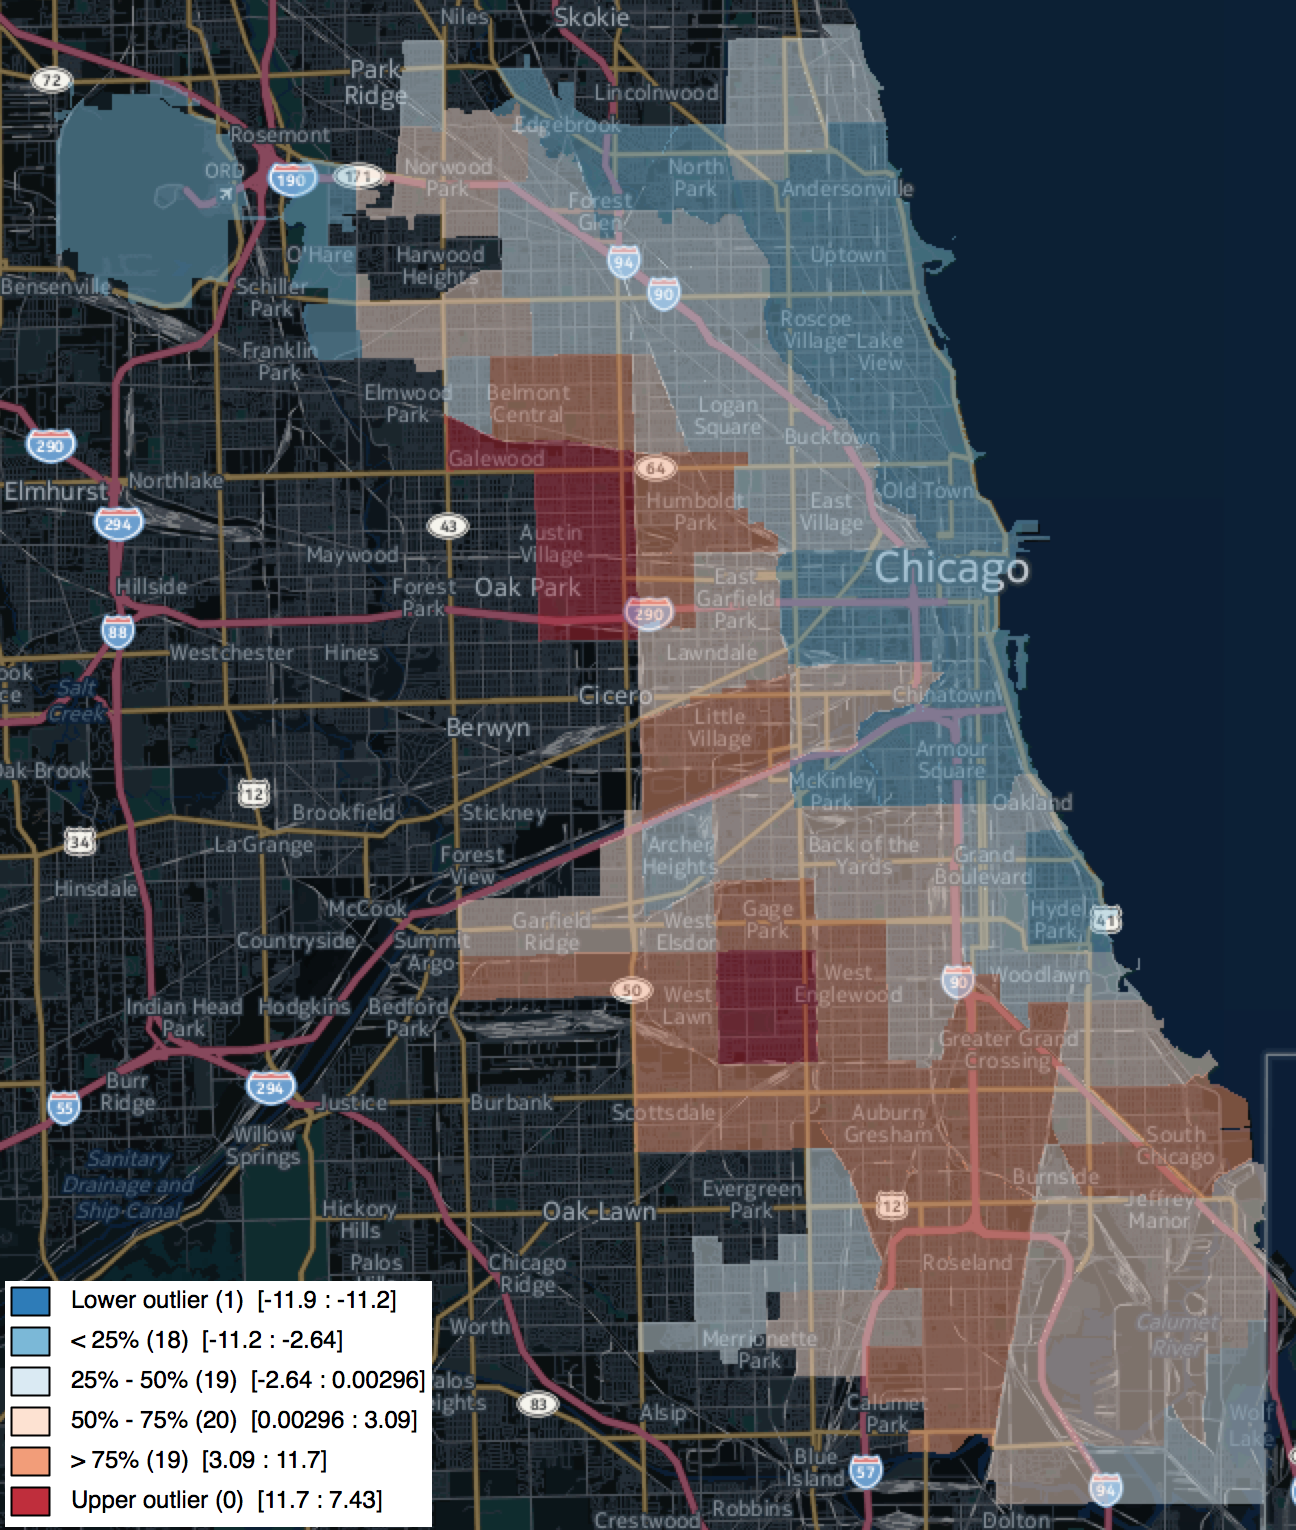 Niles
Skokie
72
Park
Ridge
Lincolnwood
Rosemont
Edgebrook
ORD
190
171
Norwood
Park
North
Park
Andersonville
Forest
Glen
O'Hare
Harwood
Heights
94
Uptown
Bensenville
Schiller
Park
90
Roscoe
Village-Lake
View
Franklin
Park
Elmwood
Park
Belmont
Central
Logan
Square
Bucktown
290
Galewood
64
Northlake
Elmhurst
Old Town
294
43
Humboldt
Park
East
Village
Austin
Village
Maywood
Chicago
Hillside
Forest
Park
Oak Park
East
Garfield
Park
290
88
Westchester
Hines
Lawndale
ook
ce
Salt
Creek
Cicero
Chinatown
Berwyn
Little
Village
Armour
Square
Oak Brook
12
McKinley
Park
Brookfield
Stickney
Oakland
34
La Grange
Forest
View
Archer
Heights
Back of the
Yards
Grand
Boulevard
Hinsdale
McCook
Garfield
Ridge
West
Elsdon
Gage
Park
Hyde
Park
41
Countryside
Summit
Argo
50
West
Lawn
West
Englewood
90
Woodlawn
Indian Head
Park
Hodgkins
Bedford
Park
Greater Grand
Crossing
Burr
Ridge
55
294
Justice
Burbank
Scottsdale
Auburn
Gresham
South
Chicago
Willow
Springs
Sanitary
Drainage and
Ship Canal
Evergreen
Park
Burnside
Hickory
Hills
Oak Lawn
12
Jeffrey
Manor
Palos
Chicago
Ridge
Roseland
Lower outlier (1) [-11.9 : -11.2]
< 25% (18) [-11.2 : -2.64]
25% - 50% (19) [-2.64 : 0.00296]
50% - 75% (20) [0.00296 : 3.09]
> 75% (19) [3.09 : 11.7]
Upper outlier (0) [11.7 : 7.43]
Worth
Merrionette
Park
Calumet
River
alos
eights
83
Alsip
Calumet
Park
Wolf
Lake
Blue
Island
57
94
Robbins
Crestwood
Dolton